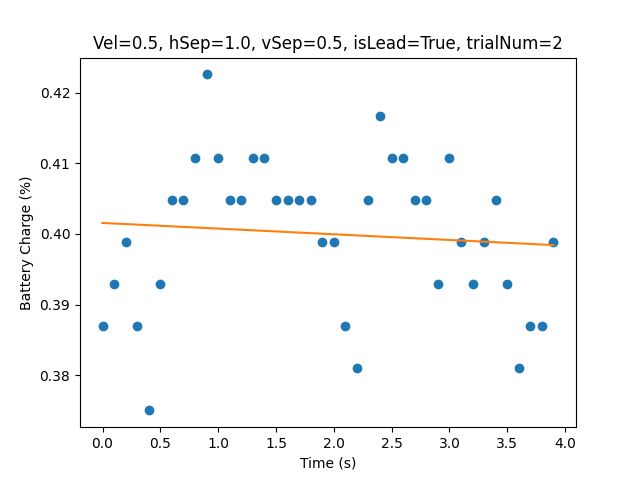 Vel=0.5, hSep=1.0, vSep=0.5, isLead=True, trialNum=2
0.42
0.41
0.40
0.39
0.38
Battery Charge (%)
0.0 0.5 1.0 1.5 2.0 2.5 3.0 3.5 4.0
Time (s)